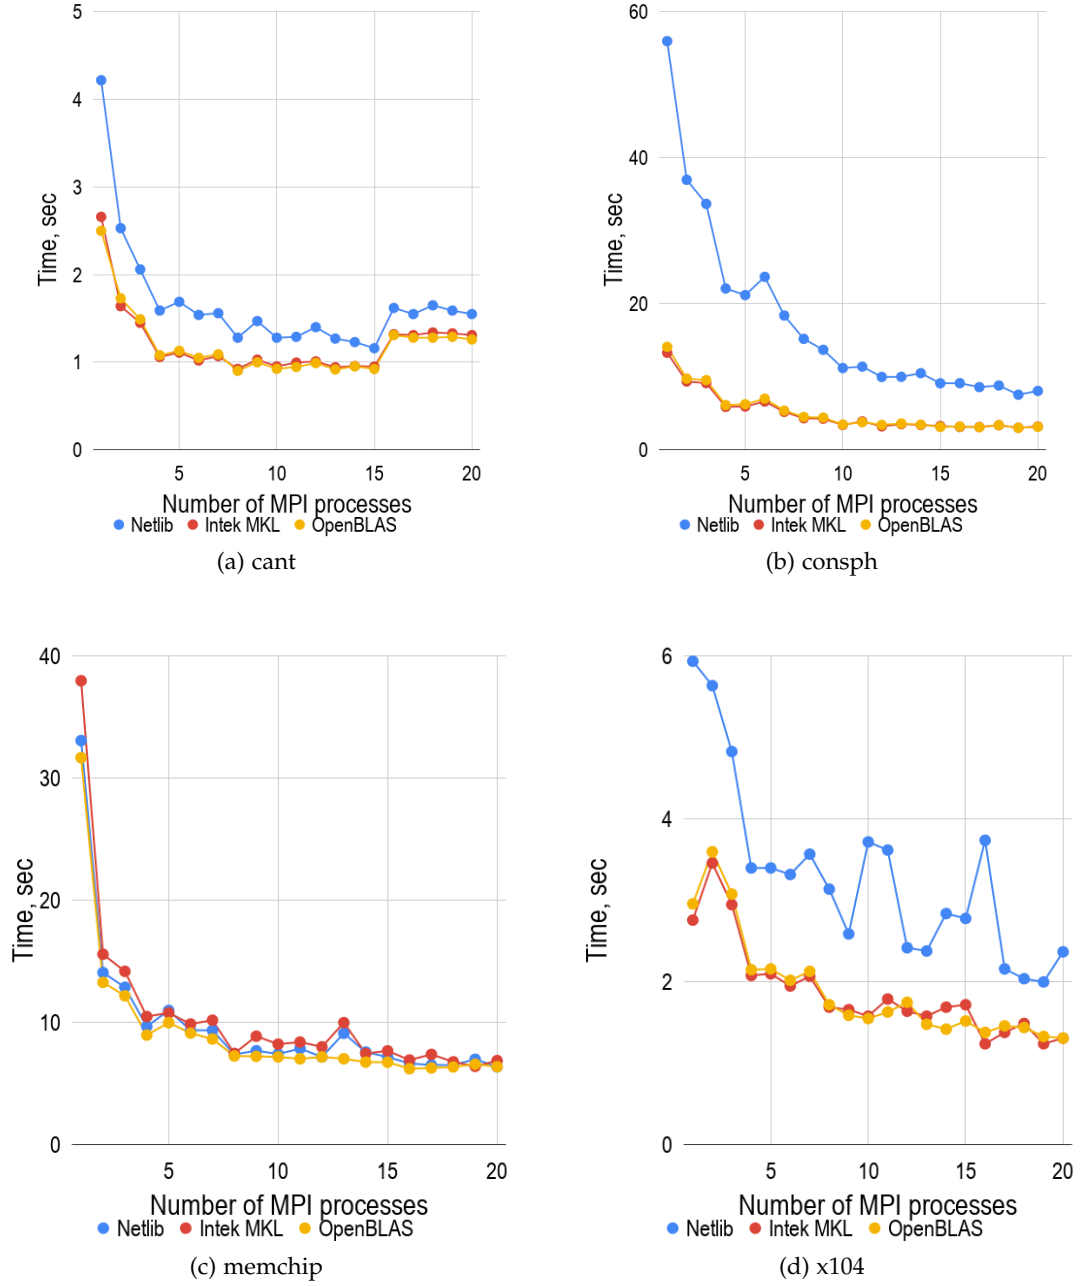 5
4
3
2
1
0
Time, sec
5 10 15 20
Number of MPI processes
Netlib Intek MKL OpenBLAS
(a) cant
60
40
20
0
Time, sec
5 10 15 20
Number of MPI processes
Netlib Intek MKL OpenBLAS
(b) consph
40
30
20
10
0
Time, sec
5 10 15 20
Number of MPI processes
Netlib Intek MKL OpenBLAS
(c) memchip
6
4
2
0
Time, sec
5 10 15 20
Number of MPI processes
Netlib Intek MKL OpenBLAS
(d) x104